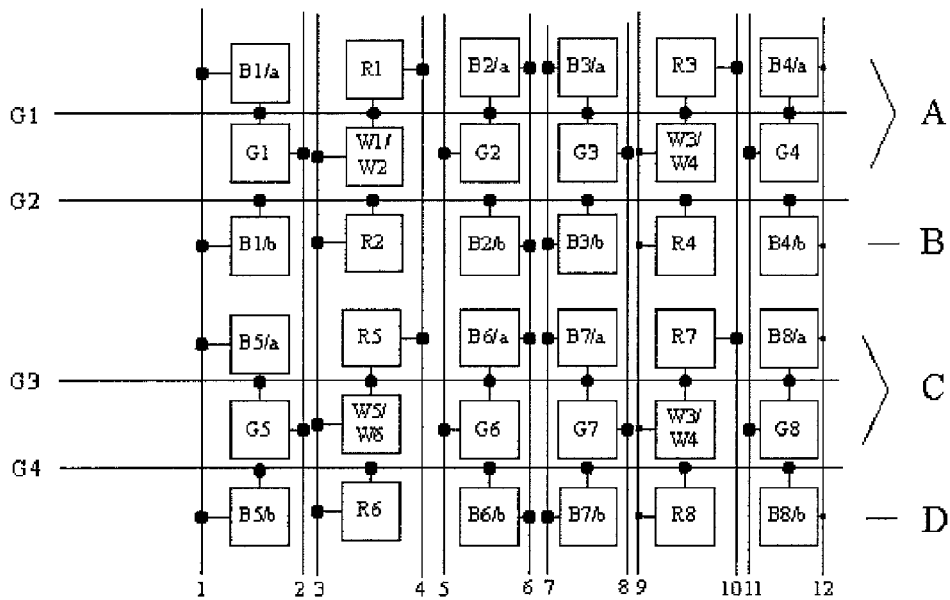 B1/a R1 B2/a B3/a R3 B4/a
G1 A
G1 W1/ W2 G2 G3 W3/ W4 G4
G2
B1/b R2 B2/b B3/b R4 B4/b B
B5/a R5 B6/a B7/a R7 B8/a
G3 C
G5 W5/ W6 G6 G7 W3/ W4 G8
G4
B5/b R6 B6/b B7/b R8 B8/b D
1 2 3 4 5 6 7 8 9 10 11 12